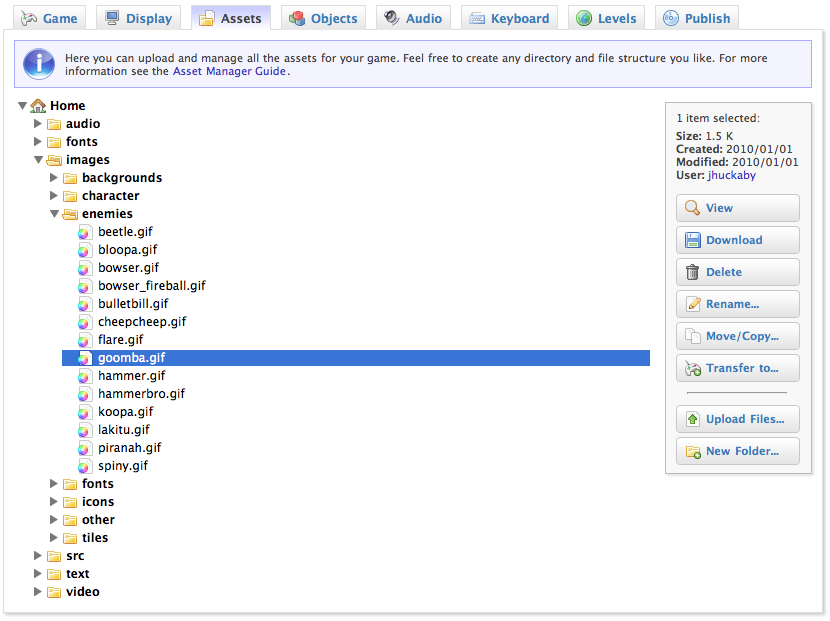 Game Display Assets Objects Audio Keyboard Levels Publish
Here you can upload and manage all the assets for your game. Feel free to create any directory and file structure you like. For more
information see the Asset Manager Guide.
Home
audio
fonts
images
backgrounds
character
enemies
beetle.gif
bloopa.gif
bowser.gif
bowser_fireball.gif
bulletbill.gif
cheepcheep.gif
flare.gif
goomba.gif
hammer.gif
hammerbro.gif
koopa.gif
lakitu.gif
piranah.gif
spiny.gif
fonts
icons
other
tiles
src
text
video
1 item selected:
Size: 1.5 K
Created: 2010/01/01
Modified: 2010/01/01
User: jhuckaby
View
Download
Delete
Rename...
Move/Copy...
Transfer to...
Upload Files...
New Folder...